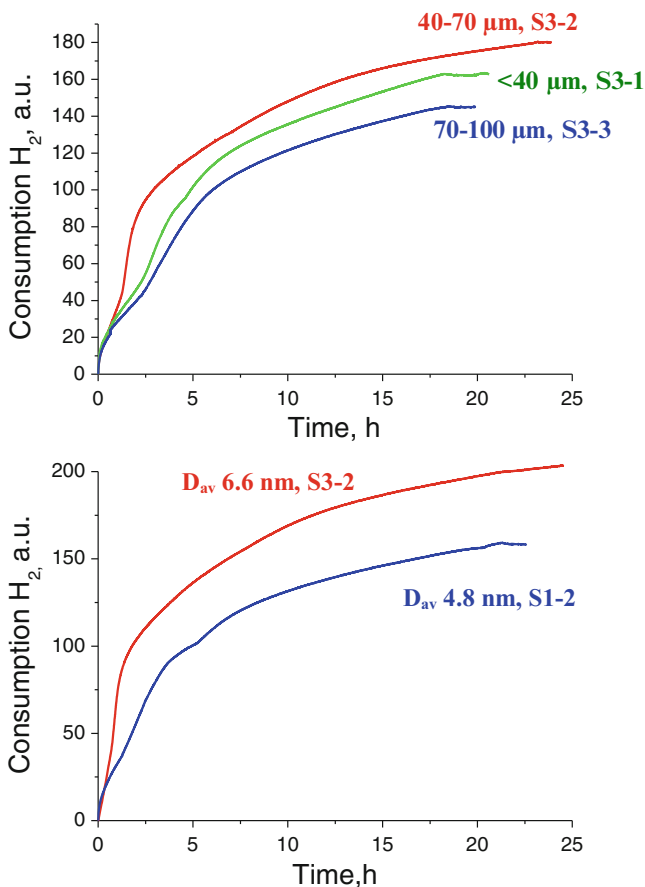 40-70 µm, S3-2
<40 µm, S3-1
70-100 µm, S3-3
Consumption H₂, a.u.
180
160
140
120
100
80
60
40
20
0
0 5 10 15 20 25
Time, h
D_av 6.6 nm, S3-2
D_av 4.8 nm, S1-2
Consumption H₂, a.u.
200
150
100
50
0
0 5 10 15 20 25
Time,h